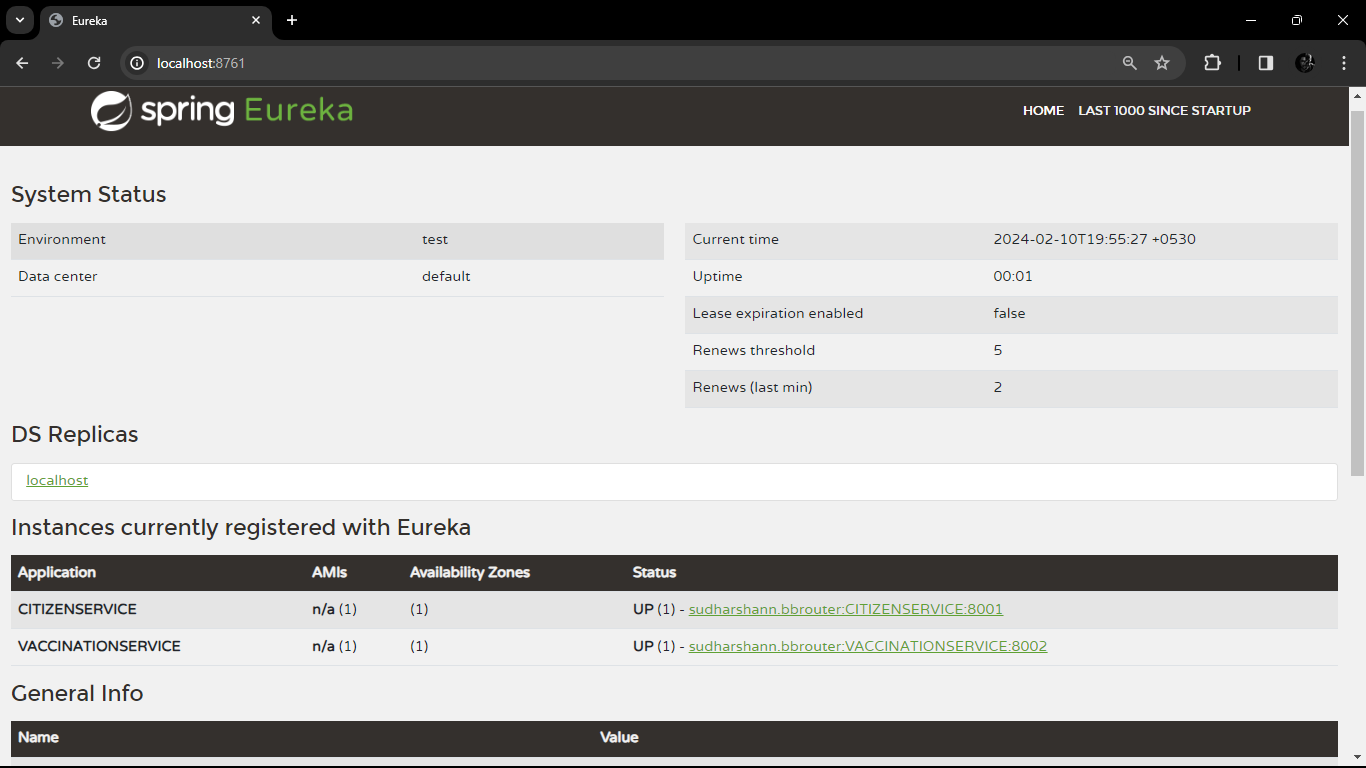 Eureka
localhost:8761
spring Eureka
HOME LAST 1000 SINCE STARTUP
System Status
Environment test
Data center default
Current time 2024-02-10T19:55:27 +0530
Uptime 00:01
Lease expiration enabled false
Renews threshold 5
Renews (last min) 2
DS Replicas
localhost
Instances currently registered with Eureka
Application AMIs Availability Zones Status
CITIZENSERVICE n/a (1) (1) UP (1) - sudharshann.bbrouter:CITIZENSERVICE:8001
VACCINATIONSERVICE n/a (1) (1) UP (1) - sudharshann.bbrouter:VACCINATIONSERVICE:8002
General Info
Name Value